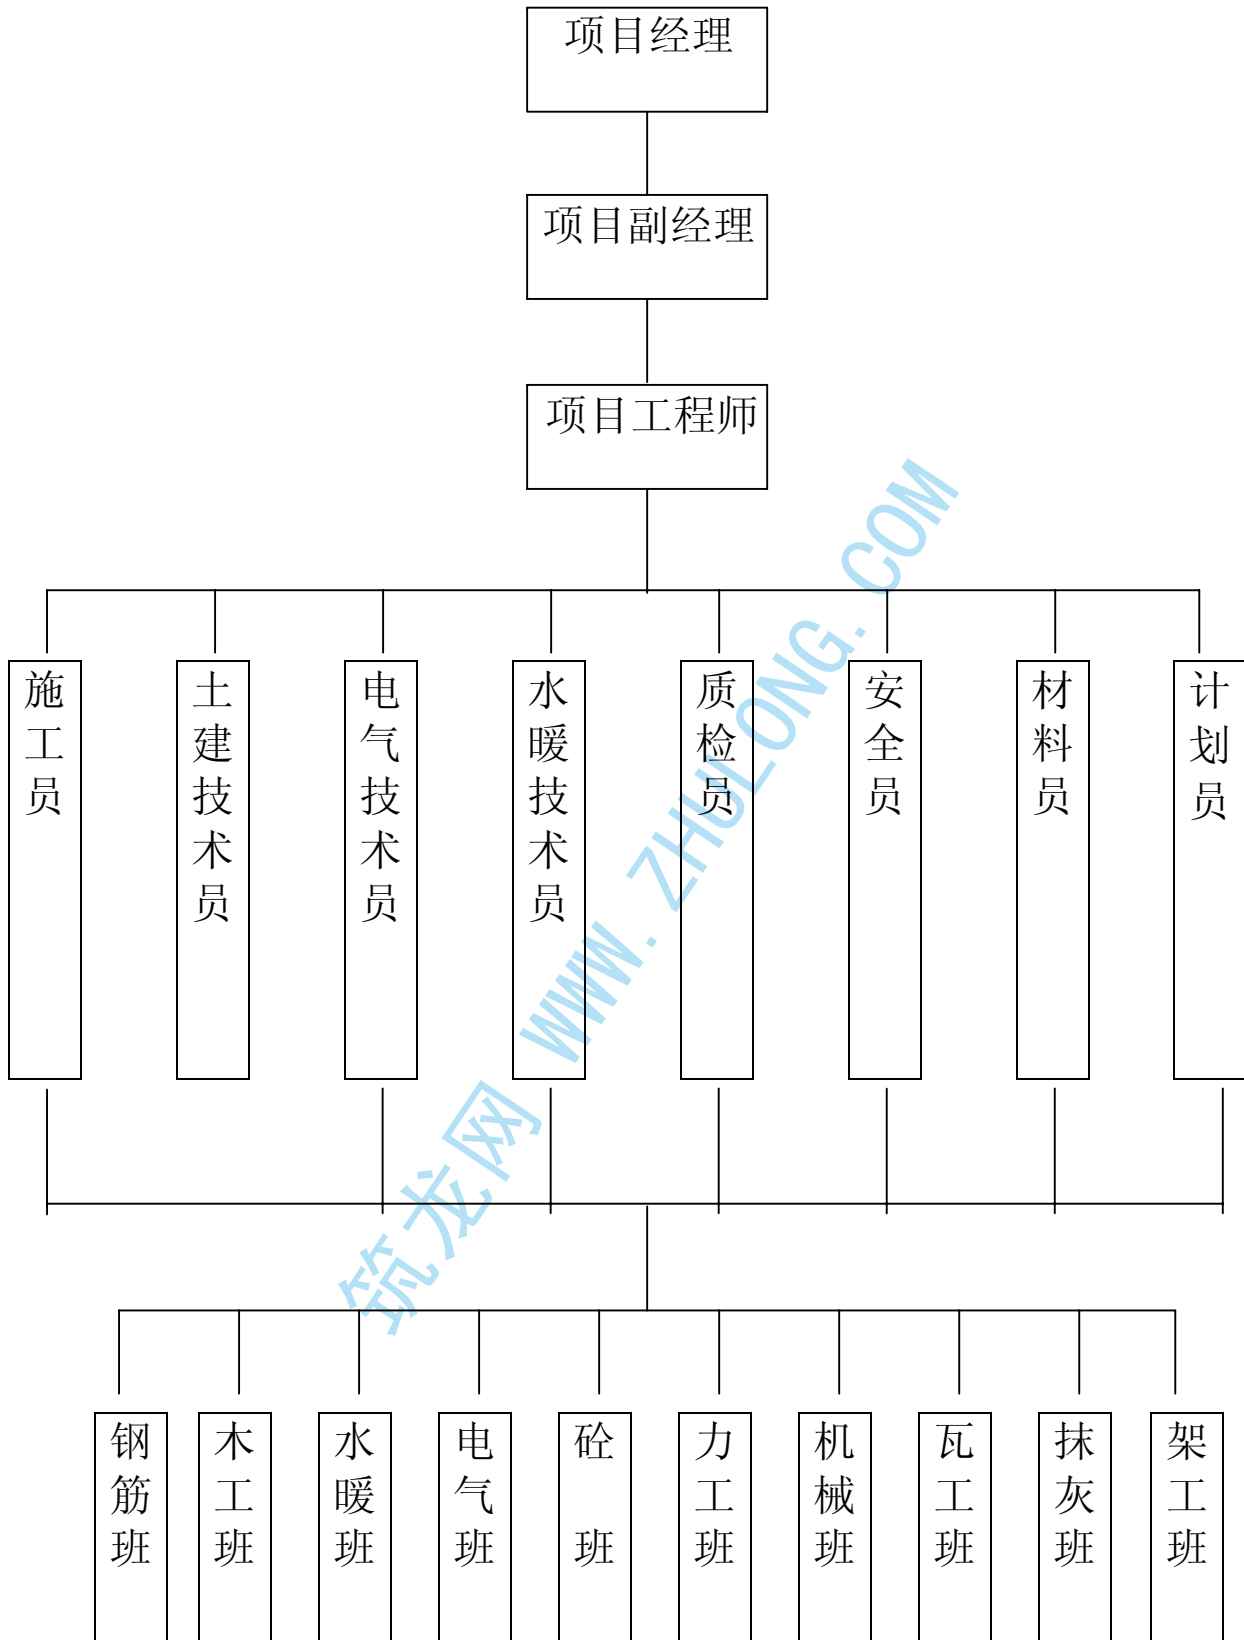 项目经理
项目副经理
项目工程师
施工员
土建技术员
电气技术员
水暖技术员
质检员
安全员
材料员
计划员
钢筋班
木工班
水暖班
电气班
砼 班
力工班
机械班
瓦工班
抹灰班
架工班
筑龙网 WWW.ZHULONG.COM